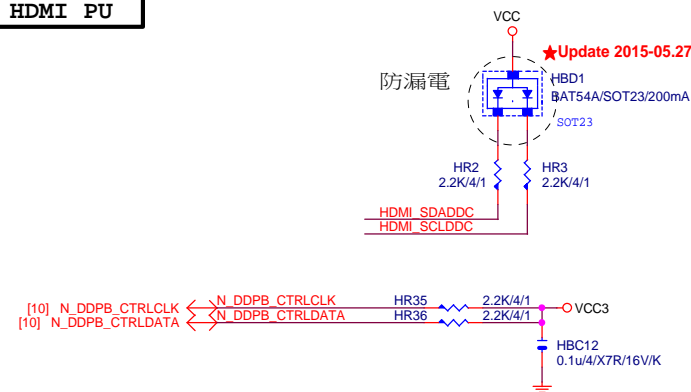 HDMI PU
VCC
★Update 2015-05.27
防漏電
HBD1
BAT54A/SOT23/200mA
SOT23
HR2
2.2K/4/1
HR3
2.2K/4/1
HDMI_SDADDC
HDMI_SCLDDC
[10] N_DDPB_CTRLCLK N_DDPB_CTRLCLK HR35 2.2K/4/1 VCC3
[10] N_DDPB_CTRLDATA N_DDPB_CTRLDATA HR36 2.2K/4/1
HBC12
0.1u/4/X7R/16V/K